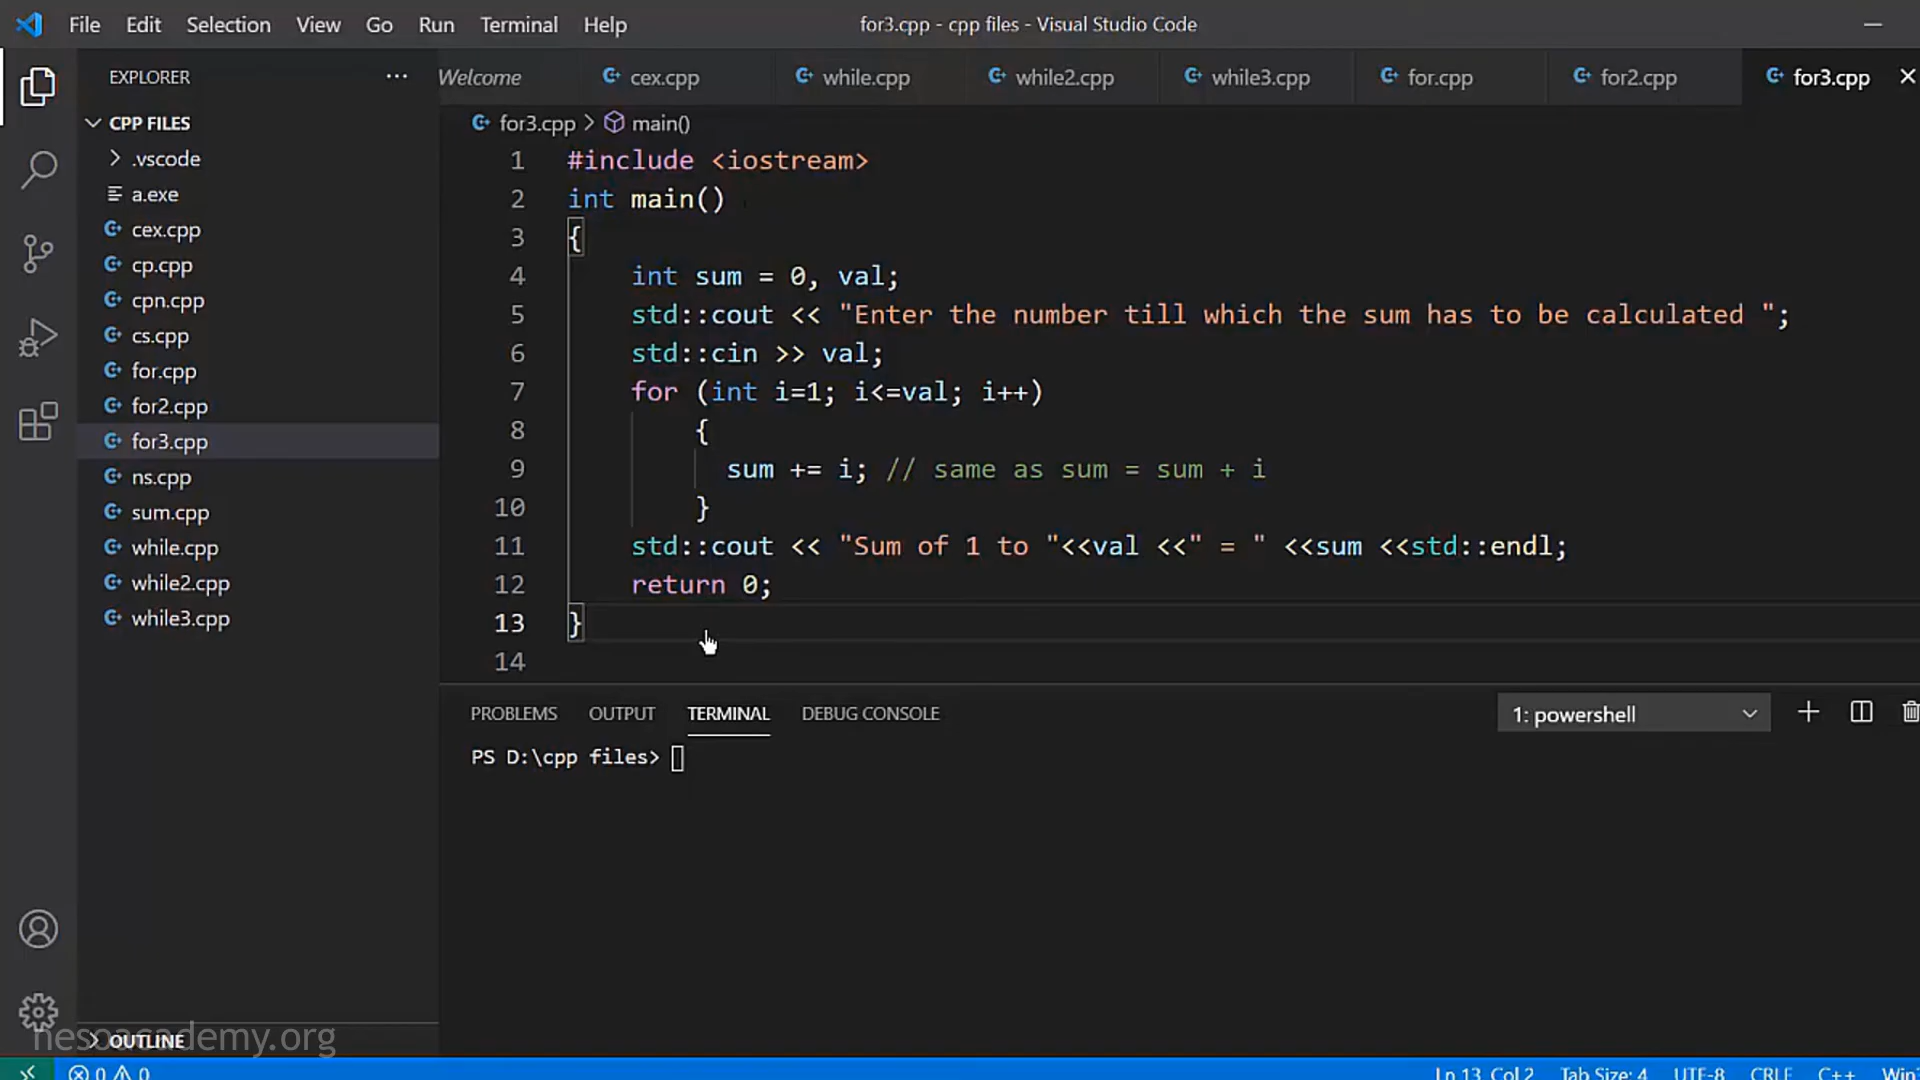 File Edit Selection View Go Run Terminal Help for3.cpp - cpp files - Visual Studio Code
EXPLORER ··· Welcome cex.cpp while.cpp while2.cpp while3.cpp for.cpp for2.cpp for3.cpp
CPP FILES
.vscode
a.exe
cex.cpp
cp.cpp
cpn.cpp
cs.cpp
for.cpp
for2.cpp
for3.cpp
ns.cpp
sum.cpp
while.cpp
while2.cpp
while3.cpp
OUTLINE
for3.cpp > main()
1 #include <iostream>
2 int main()
3 {
4 int sum = 0, val;
5 std::cout << "Enter the number till which the sum has to be calculated ";
6 std::cin >> val;
7 for (int i=1; i<=val; i++)
8 {
9 sum += i; // same as sum = sum + i
10 }
11 std::cout << "Sum of 1 to "<<val <<" = " <<sum <<std::endl;
12 return 0;
13 }
14
PROBLEMS OUTPUT TERMINAL DEBUG CONSOLE 1: powershell
PS D:\cpp files>
nesoacademy.org
0 0 Ln 13, Col 2 Tab Size: 4 UTF-8 CRLF C++